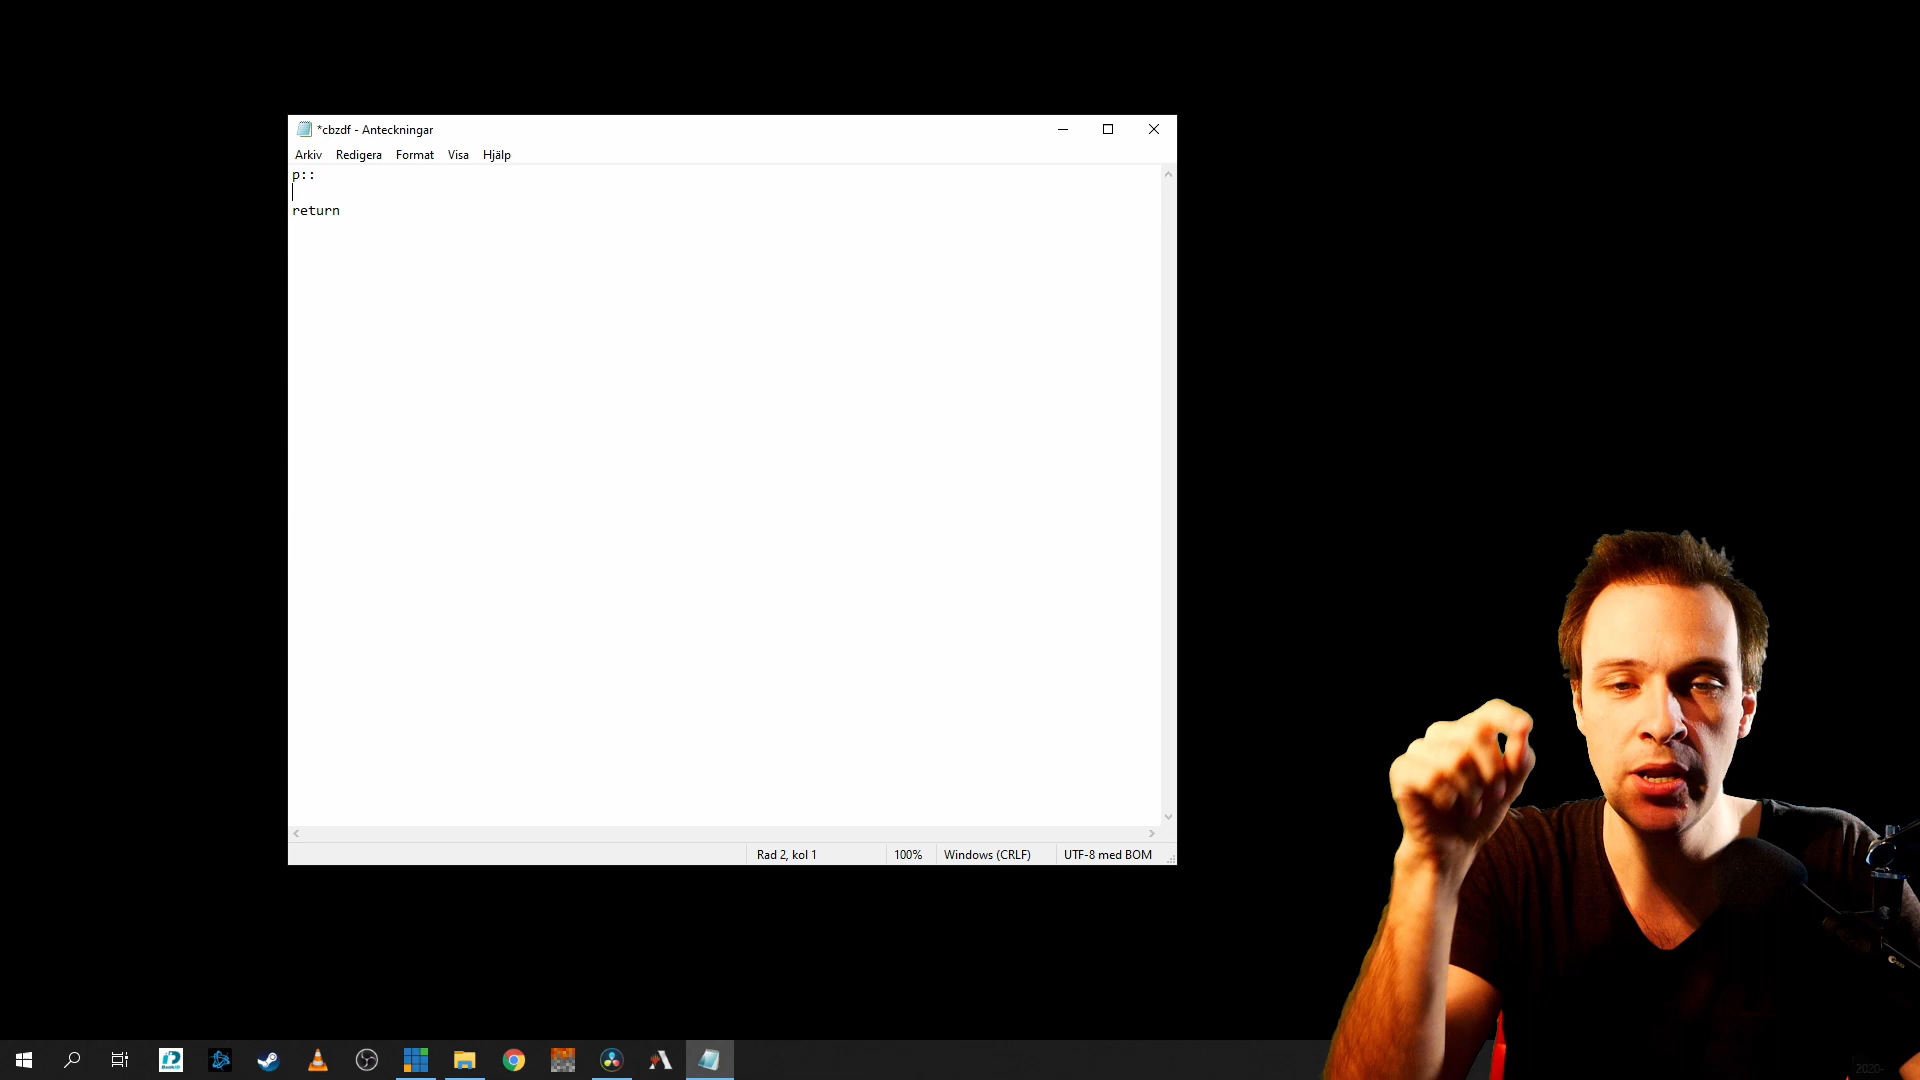 *cbzdf - Anteckningar
Arkiv Redigera Format Visa Hjälp
p::
return
Rad 2, kol 1 100% Windows (CRLF) UTF-8 med BOM
2020-